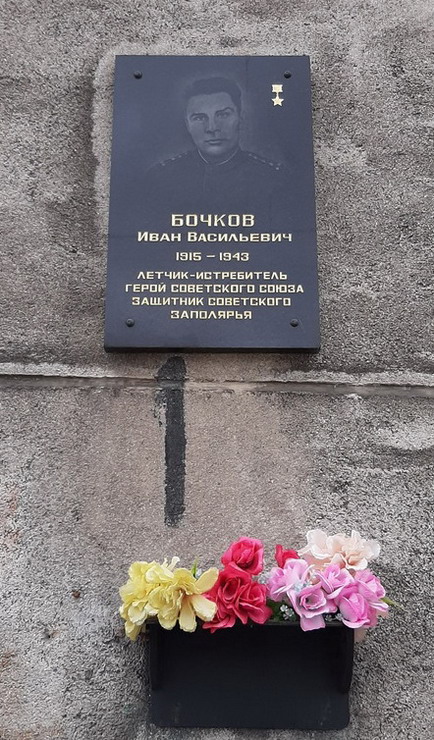 БОЧКОВ
ИВАН ВАСИЛЬЕВИЧ
1915 – 1943
ЛЕТЧИК-ИСТРЕБИТЕЛЬ
ГЕРОЙ СОВЕТСКОГО СОЮЗА
ЗАЩИТНИК СОВЕТСКОГО
ЗАПОЛЯРЬЯ